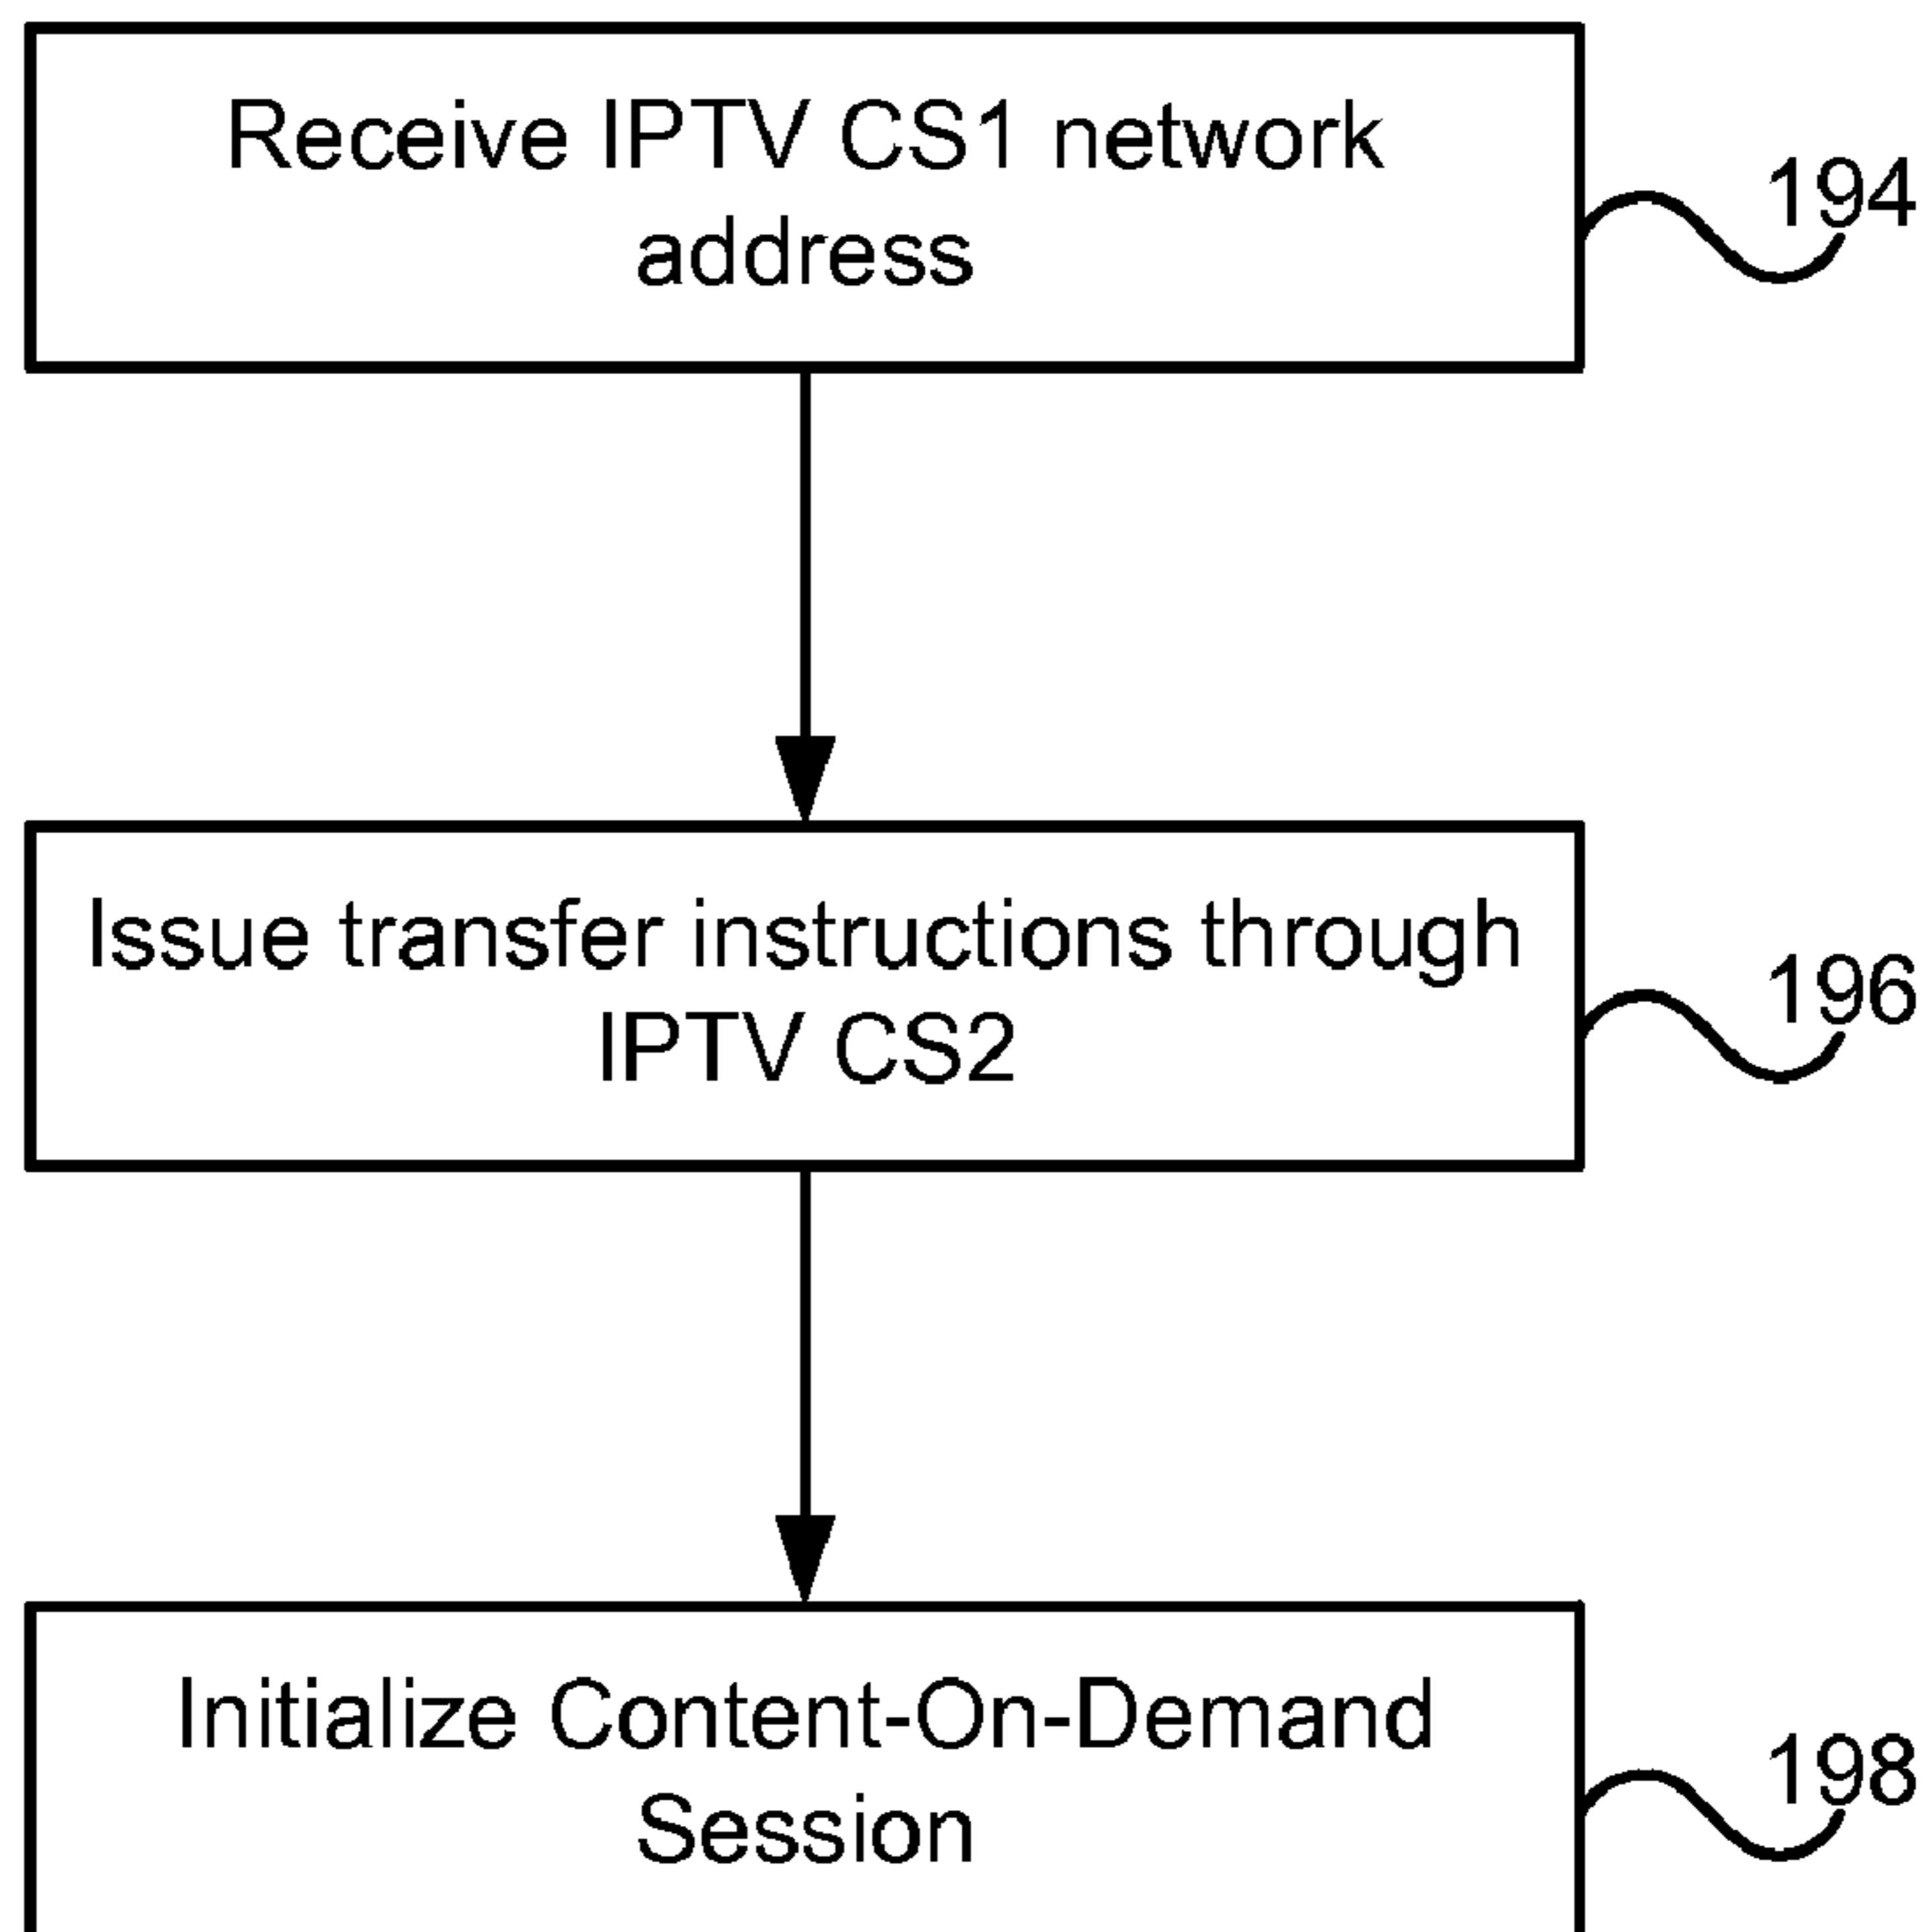 Receive IPTV CS1 network
address
194
Issue transfer instructions through
IPTV CS2
196
Initialize Content-On-Demand
Session
198